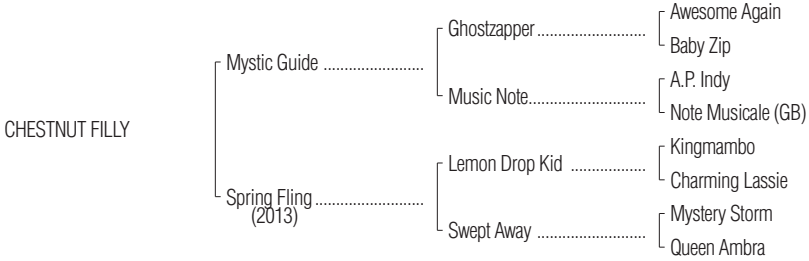 Awesome Again
Ghostzapper ............................
Baby Zip
Mystic Guide ..........................
A.P. Indy
Music Note..............................
Note Musicale (GB)
CHESTNUT FILLY
Kingmambo
Lemon Drop Kid ....................
Charming Lassie
Spring Fling ............................
(2013)
Mystery Storm
Swept Away ............................
Queen Ambra